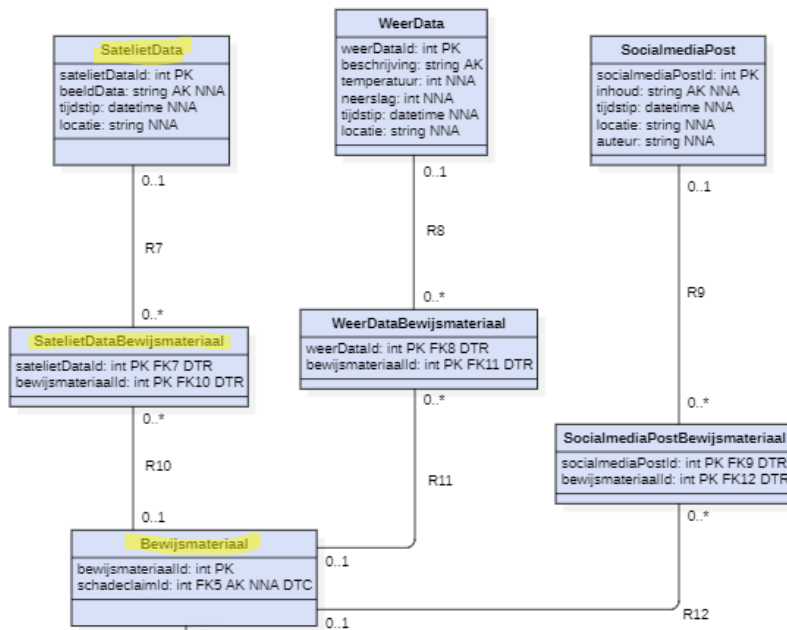 SatelietData
satelietDataId: int PK
beeldData: string AK NNA
tijdstip: datetime NNA
locatie: string NNA
WeerData
weerDataId: int PK
beschrijving: string AK
temperatuur: int NNA
neerslag: int NNA
tijdstip: datetime NNA
locatie: string NNA
SocialmediaPost
socialmediaPostId: int PK
inhoud: string AK NNA
tijdstip: datetime NNA
locatie: string NNA
auteur: string NNA
0..1
0..1
0..1
R7
R8
R9
0..*
0..*
0..*
SatelietDataBewijsmateriaal
satelietDataId: int PK FK7 DTR
bewijsmateriaalId: int PK FK10 DTR
WeerDataBewijsmateriaal
weerDataId: int PK FK8 DTR
bewijsmateriaalId: int PK FK11 DTR
SocialmediaPostBewijsmateriaal
socialmediaPostId: int PK FK9 DTR
bewijsmateriaalId: int PK FK12 DTR
0..*
0..*
0..*
R10
R11
R12
0..1
0..1
0..1
Bewijsmateriaal
bewijsmateriaalId: int PK
schadeclaimId: int FK5 AK NNA DTC